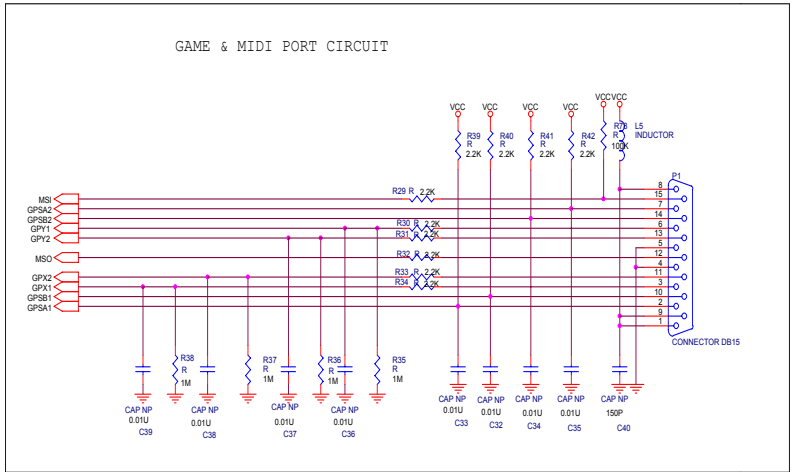 GAME & MIDI PORT CIRCUIT
VCC VCC VCC VCC VCC VCC
R39 R 2.2K
R40 R 2.2K
R41 R 2.2K
R42 R 2.2K
R 100K
L5
INDUCTOR
P1
MSI
GPSA2
GPSB2
GPY1
GPY2
MSO
GPX2
GPX1
GPSB1
GPSA1
R29 R 2.2K
R30 R 2.2K
R31 R 2.2K
R32 R 2.2K
R33 R 2.2K
R34 R 2.2K
8
15
7
14
6
13
5
12
4
11
3
10
2
9
1
CONNECTOR DB15
R38
R
1M
R37
R
1M
R36
R
1M
R35
R
1M
CAP NP
0.01U
C39
CAP NP
0.01U
C38
CAP NP
0.01U
C37
CAP NP
0.01U
C36
CAP NP
0.01U
C33
CAP NP
0.01U
C32
CAP NP
0.01U
C34
CAP NP
0.01U
C35
CAP NP
150P
C40